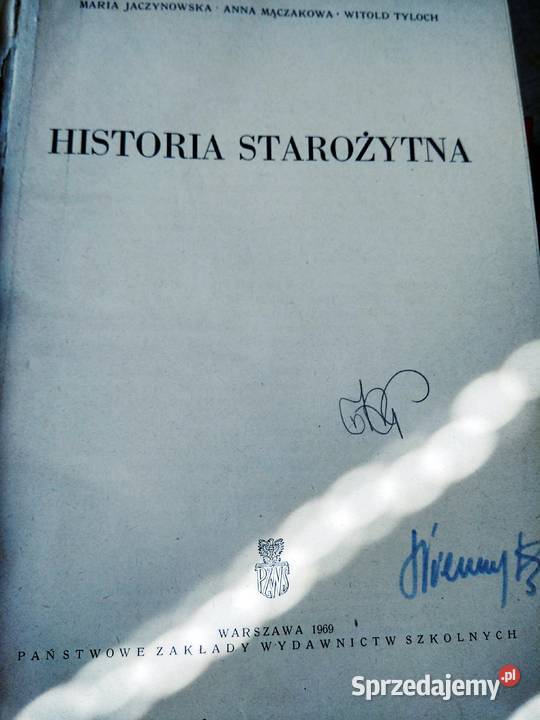 MARIA JACZYNOWSKA · ANNA MĄCZAKOWA · WITOLD TYLOCH
HISTORIA STAROŻYTNA
PZWS
WARSZAWA 1969
PAŃSTWOWE ZAKŁADY WYDAWNICTW SZKOLNYCH
Sprzedajemy.pl